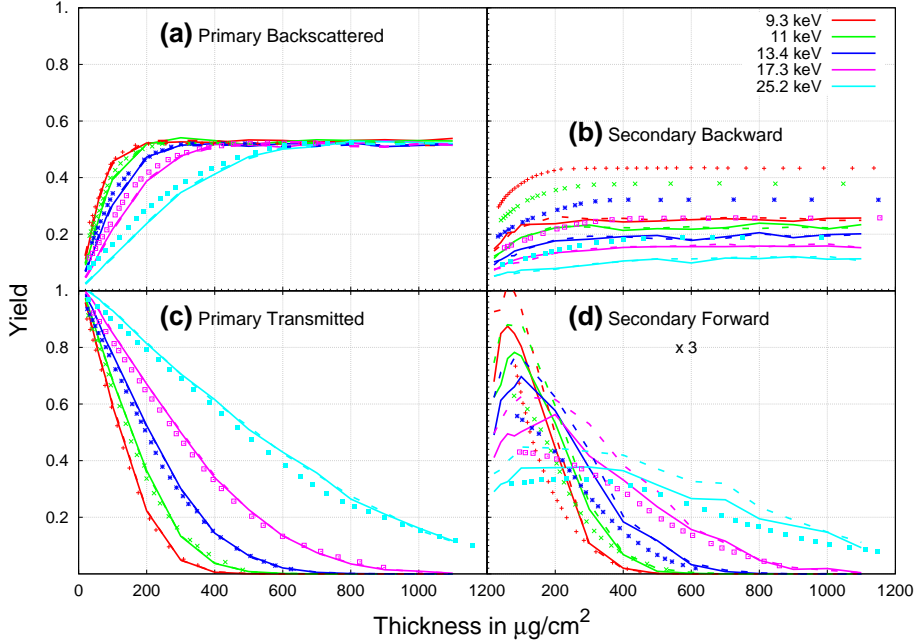 1.
0.8
0.6
0.4
0.2
(a) Primary Backscattered
9.3 keV
11 keV
13.4 keV
17.3 keV
25.2 keV
(b) Secondary Backward
Yield
1.
0.8
0.6
0.4
0.2
(c) Primary Transmitted
(d) Secondary Forward
x 3
0 200 400 600 800 1000 1200 200 400 600 800 1000 1200
Thickness in μg/cm²